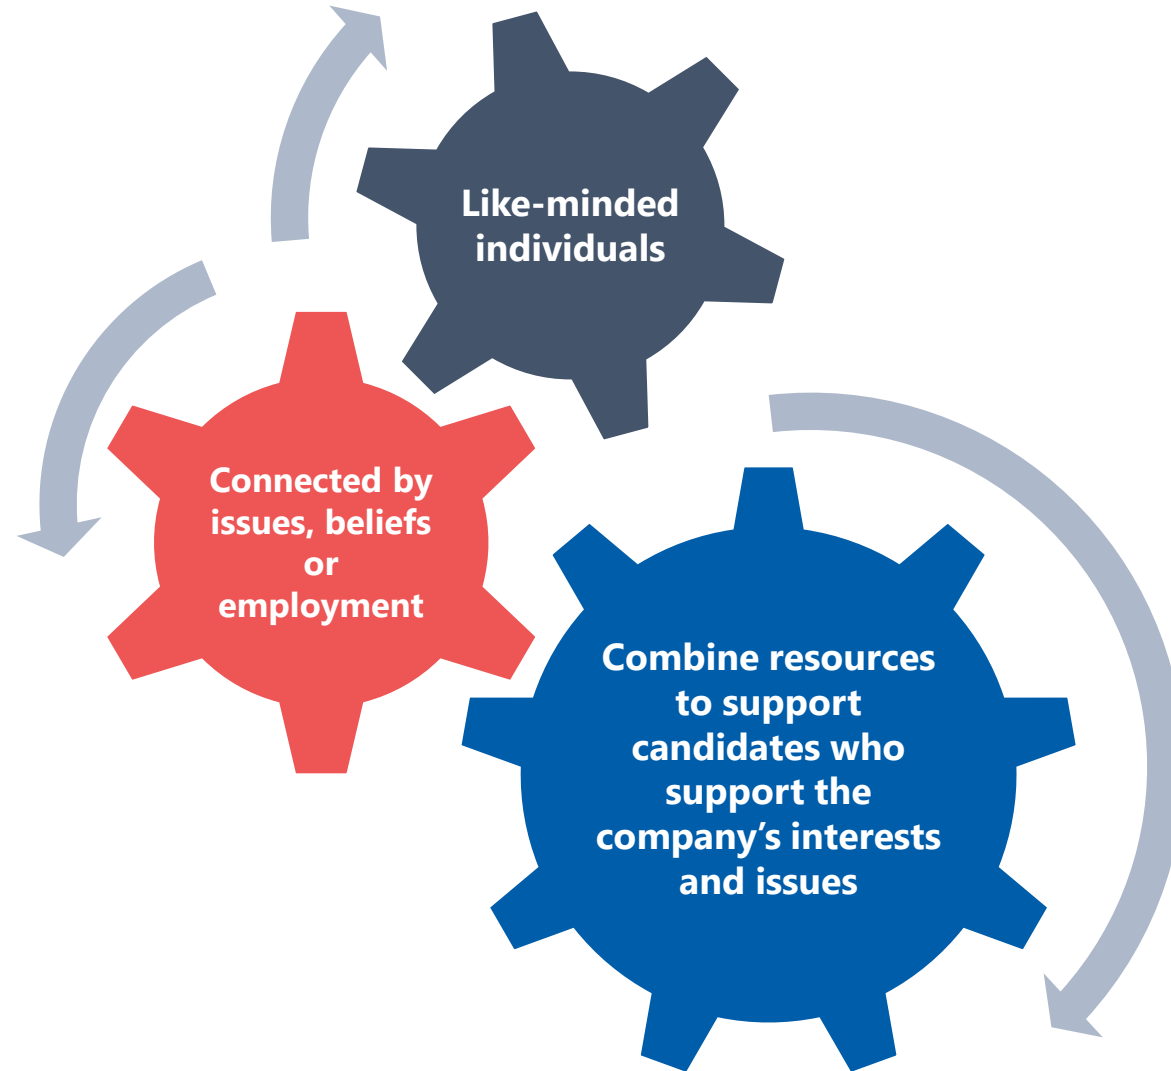 Like-minded
individuals
Connected by
issues, beliefs
or
employment
Combine resources
to support
candidates who
support the
company’s interests
and issues